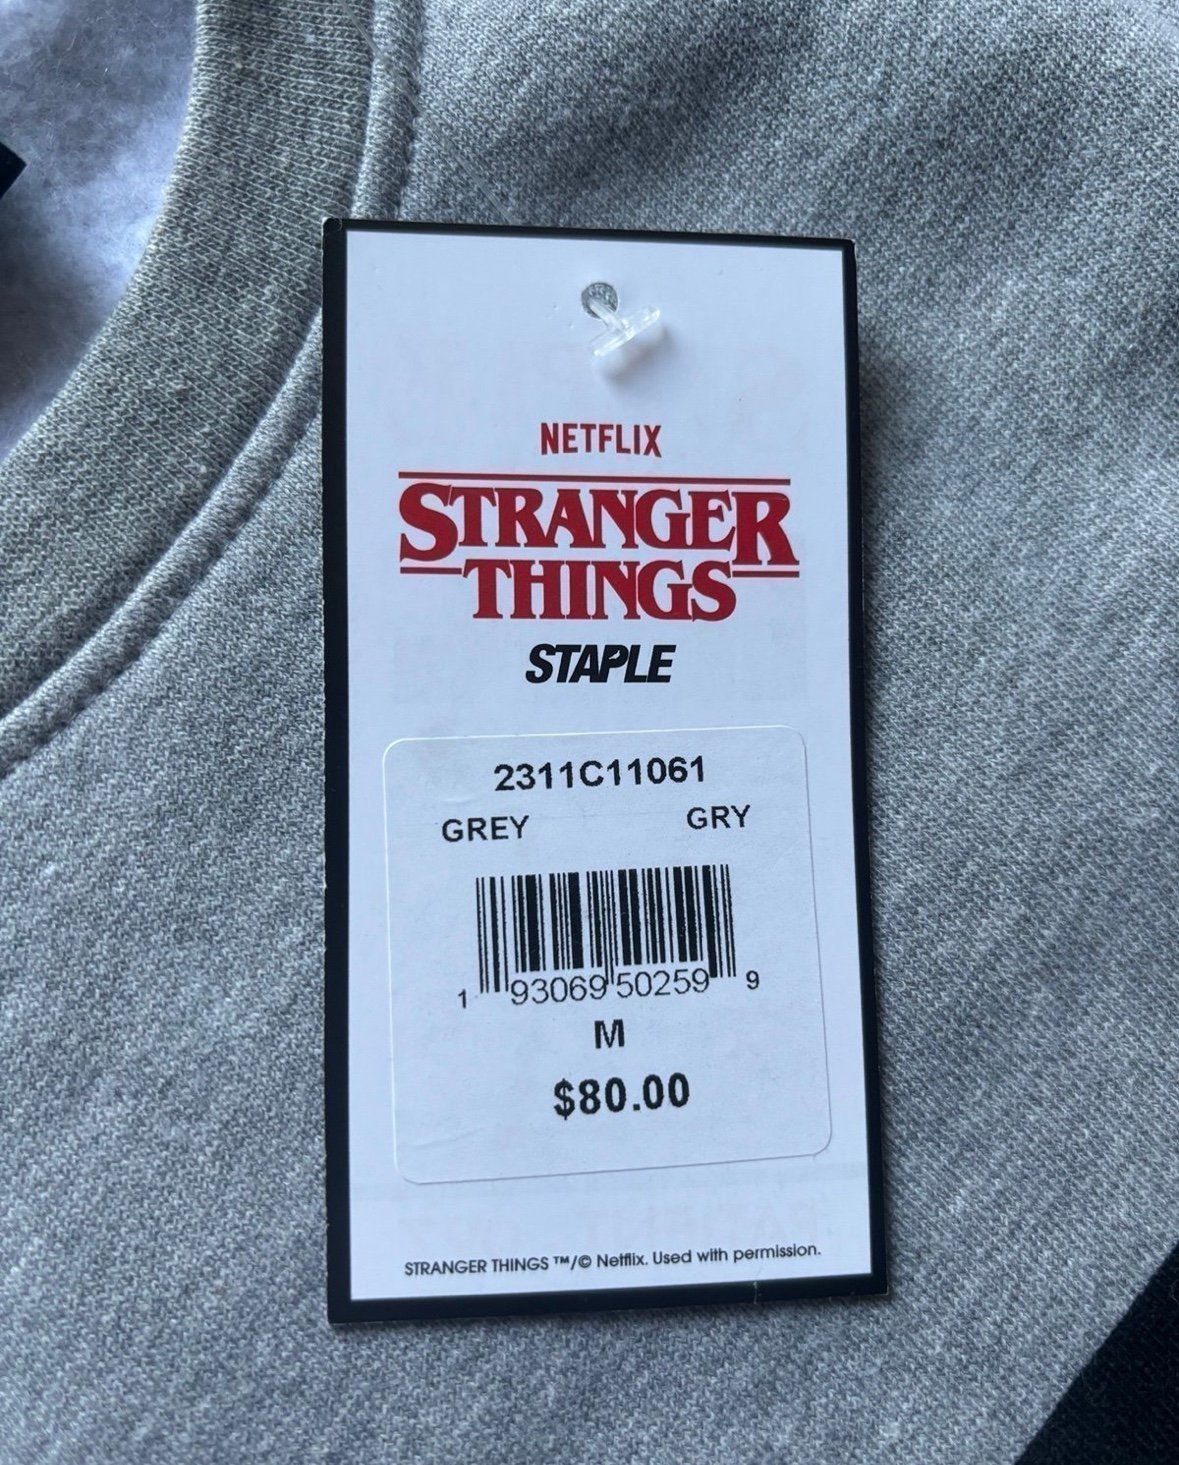 NETFLIX
STRANGER
THINGS
STAPLE
2311C11061
GREY GRY
1 93069 50259 9
M
$80.00
STRANGER THINGS ™/© Netflix. Used with permission.